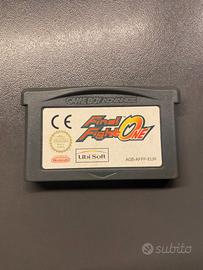 GAME BOY ADVANCE
CE
Final
Fight ONE
Nintendo
Ubi Soft
AGB-AFFP-EUR
subito